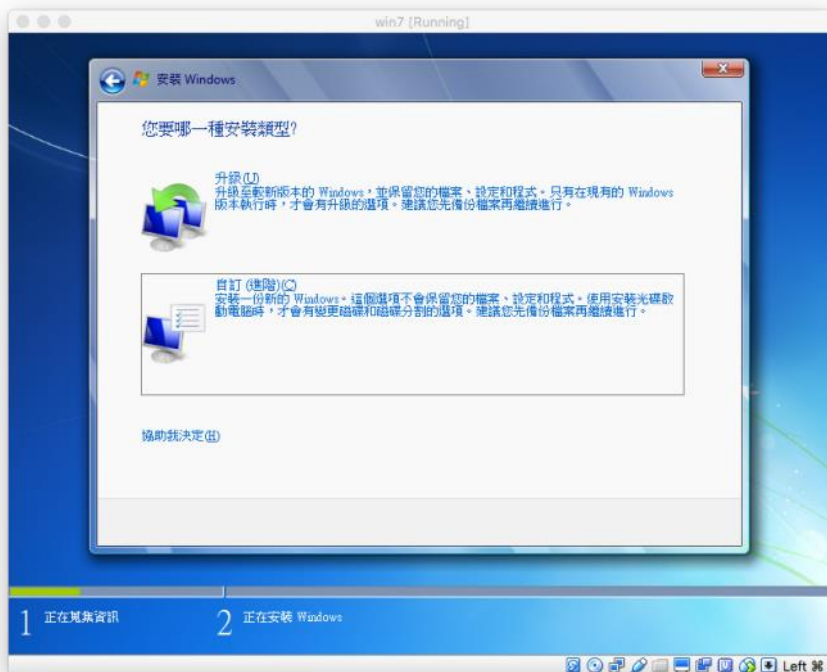 win7 [Running]
安裝 Windows
您要哪一種安裝類型?
升級(U)
升級至較新版本的 Windows，並保留您的檔案、設定和程式。只有在現有的 Windows
版本執行時，才會有升級的選項。建議您先備份檔案再繼續進行。
自訂 (進階)(C)
安裝一份新的 Windows。這個選項不會保留您的檔案、設定和程式。使用安裝光碟啟
動電腦時，才會有變更磁碟和磁碟分割的選項。建議您先備份檔案再繼續進行。
協助我決定(H)
1 正在蒐集資訊
2 正在安裝 Windows
Left ⌘